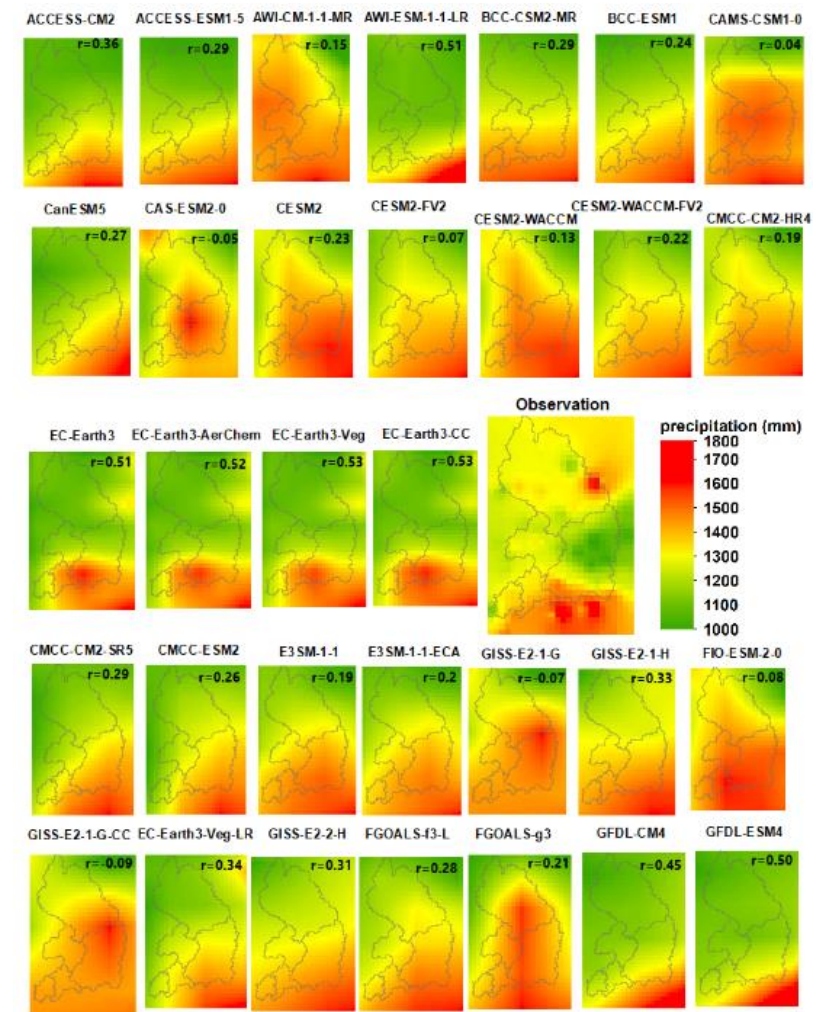 ACCESS-CM2 ACCESS-ESM1-5 AWI-CM-1-1-MR AWI-ESM-1-1-LR BCC-CSM2-MR BCC-ESM1 CAMS-CSM1-0
r=0.36 r=0.29 r=0.15 r=0.51 r=0.29 r=0.24 r=0.04
CanESM5 CAS-ESM2-0 CESM2 CESM2-FV2 CESM2-WACCM CESM2-WACCM-FV2 CMCC-CM2-HR4
r=0.27 r=-0.05 r=0.23 r=0.07 r=0.13 r=0.22 r=0.19
Observation
EC-Earth3 EC-Earth3-AerChem EC-Earth3-Veg EC-Earth3-CC
r=0.51 r=0.52 r=0.53 r=0.53
precipitation (mm)
1800
1700
1600
1500
1400
1300
1200
1100
1000
CMCC-CM2-SR5 CMCC-ESM2 E3SM-1-1 E3SM-1-1-ECA GISS-E2-1-G GISS-E2-1-H FIO-ESM-2-0
r=0.29 r=0.26 r=0.19 r=0.2 r=-0.07 r=0.33 r=0.08
GISS-E2-1-G-CC EC-Earth3-Veg-LR GISS-E2-2-H FGOALS-f3-L FGOALS-g3 GFDL-CM4 GFDL-ESM4
r=-0.09 r=0.34 r=0.31 r=0.28 r=0.21 r=0.45 r=0.50